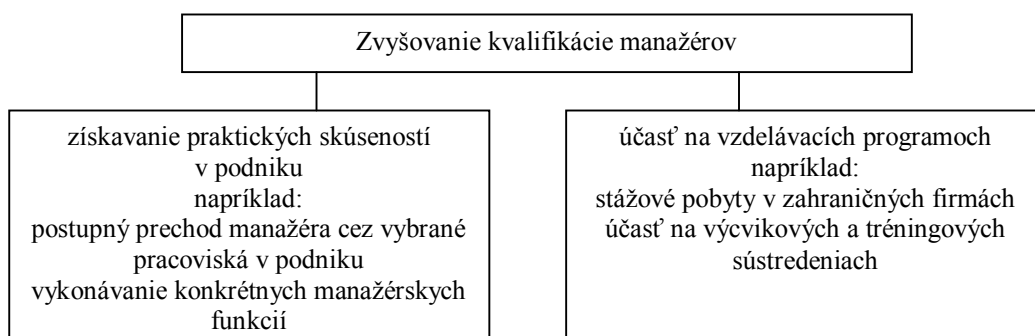 Zvyšovanie kvalifikácie manažérov
získavanie praktických skúseností
v podniku
napríklad:
postupný prechod manažéra cez vybrané
pracoviská v podniku
vykonávanie konkrétnych manažérskych
funkcií
účasť na vzdelávacích programoch
napríklad:
stážové pobyty v zahraničných firmách
účasť na výcvikových a tréningových
sústredeniach